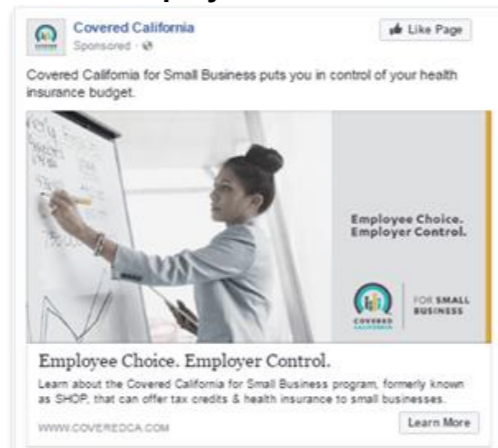 Covered California
Like Page
Sponsored ·
Covered California for Small Business puts you in control of your health
insurance budget.
Employee Choice.
Employer Control.
COVERED
CALIFORNIA
FOR SMALL
BUSINESS
Employee Choice. Employer Control.
Learn about the Covered California for Small Business program, formerly known
as SHOP, that can offer tax credits & health insurance to small businesses.
WWW.COVEREDCA.COM
Learn More